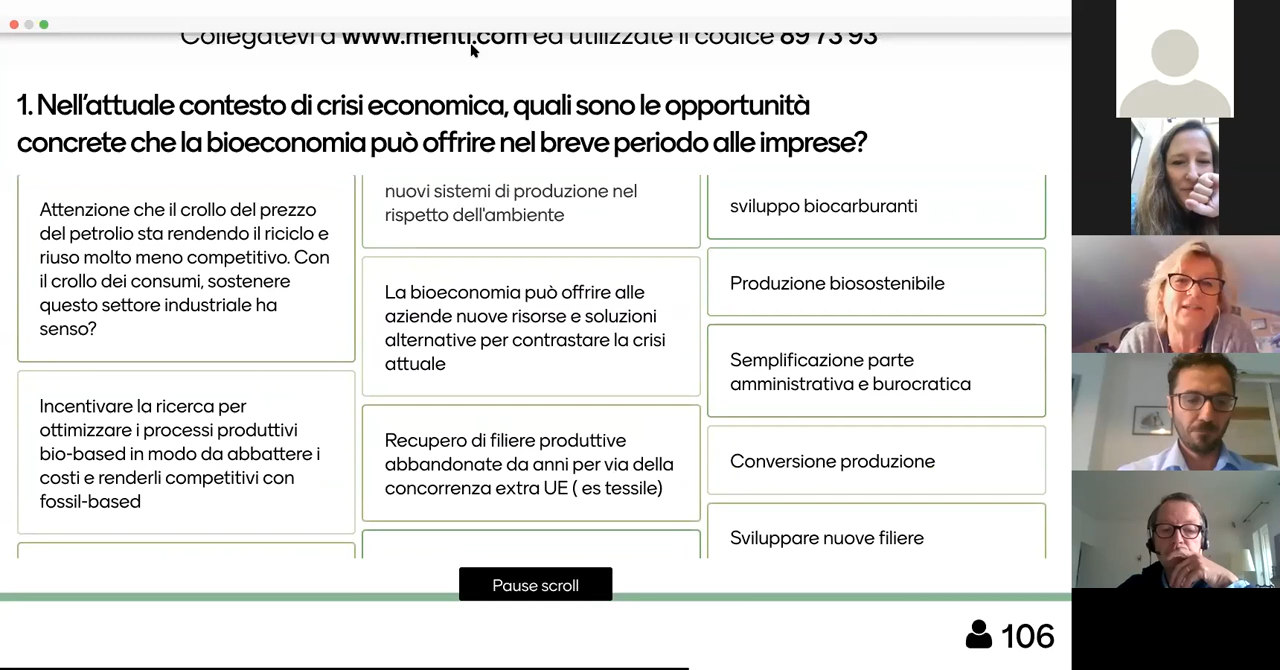 Collegatevi a www.menti.com ed utilizzate il codice 89 73 93
1. Nell'attuale contesto di crisi economica, quali sono le opportunità
concrete che la bioeconomia può offrire nel breve periodo alle imprese?
Attenzione che il crollo del prezzo
del petrolio sta rendendo il riciclo e
riuso molto meno competitivo. Con
il crollo dei consumi, sostenere
questo settore industriale ha
senso?
Incentivare la ricerca per
ottimizzare i processi produttivi
bio-based in modo da abbattere i
costi e renderli competitivi con
fossil-based
nuovi sistemi di produzione nel
rispetto dell'ambiente
La bioeconomia può offrire alle
aziende nuove risorse e soluzioni
alternative per contrastare la crisi
attuale
Recupero di filiere produttive
abbandonate da anni per via della
concorrenza extra UE ( es tessile)
sviluppo biocarburanti
Produzione biosostenibile
Semplificazione parte
amministrativa e burocratica
Conversione produzione
Sviluppare nuove filiere
Pause scroll
106